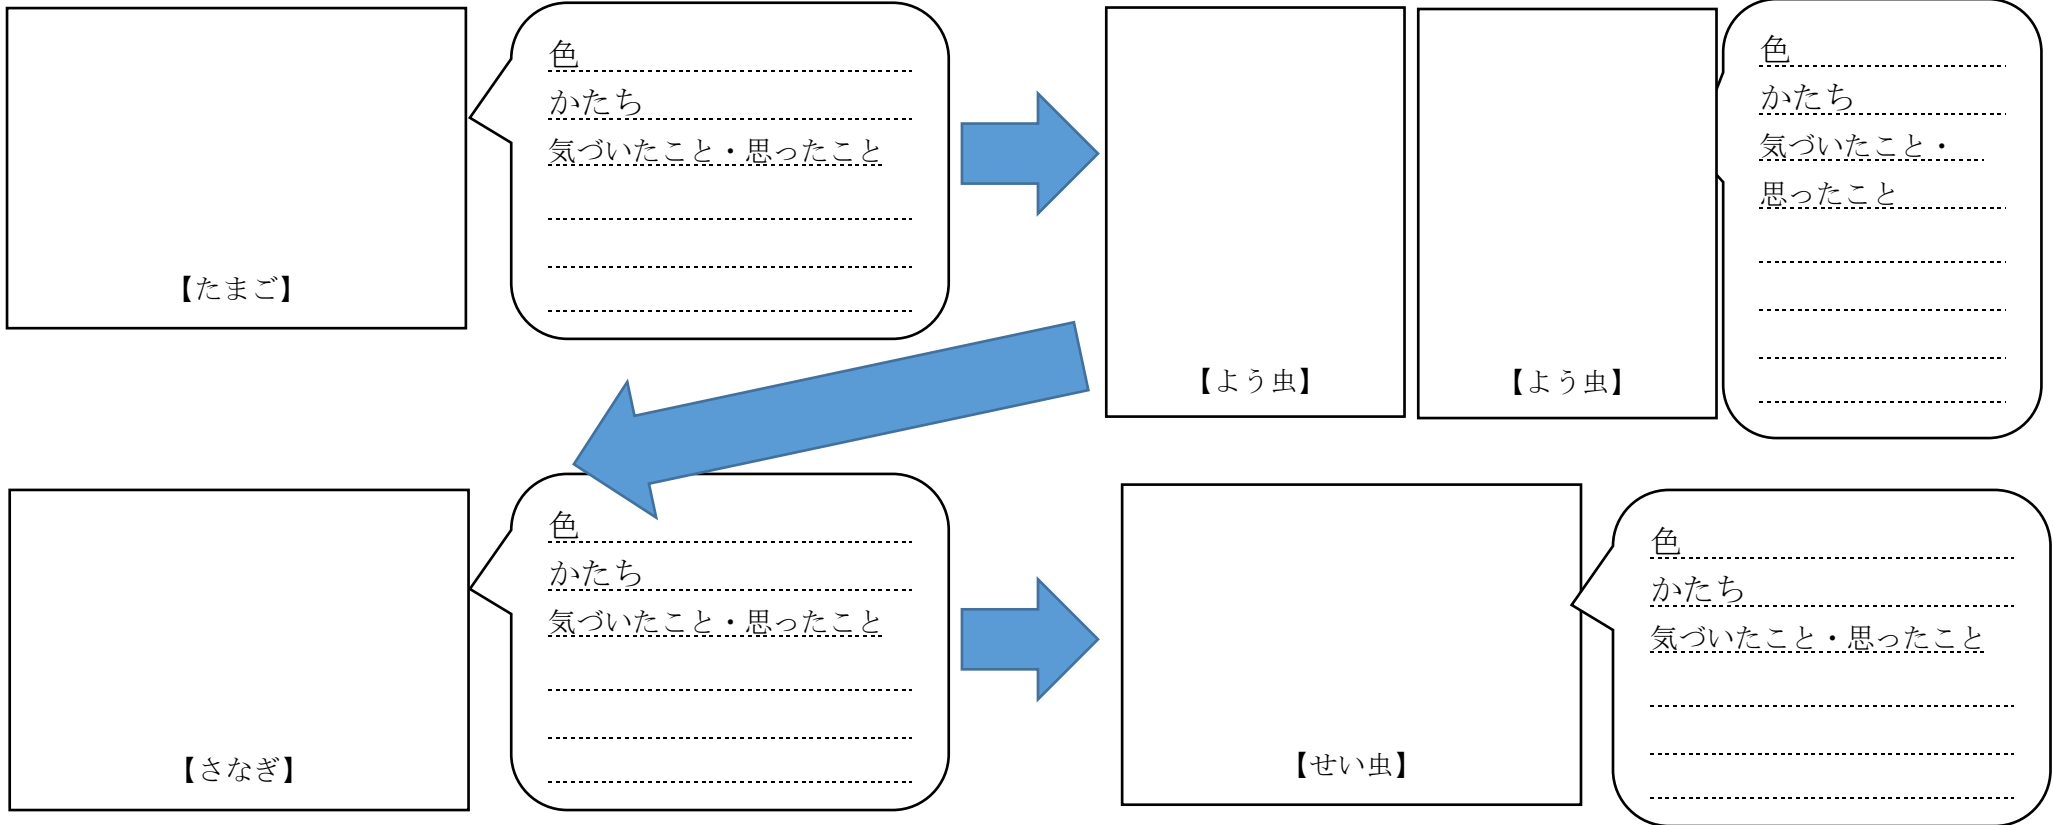 色
かたち
気づいたこと・思ったこと
【たまご】
色
かたち
気づいたこと・
思ったこと
【よう虫】
【よう虫】
色
かたち
気づいたこと・思ったこと
【さなぎ】
色
かたち
気づいたこと・思ったこと
【せい虫】